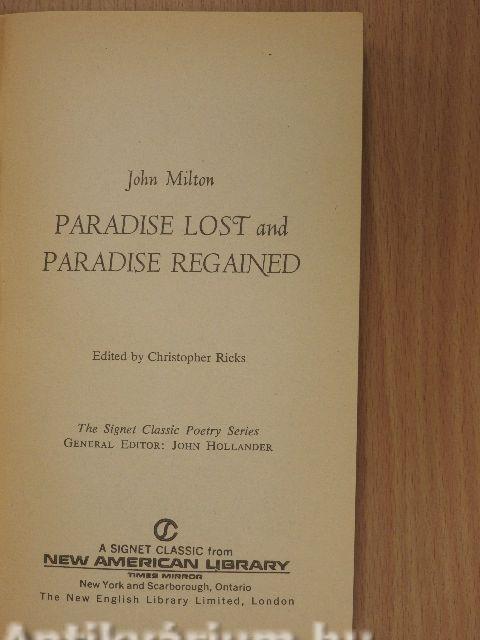 John Milton
PARADISE LOST and
PARADISE REGAINED
Edited by Christopher Ricks
The Signet Classic Poetry Series
GENERAL EDITOR: JOHN HOLLANDER
A SIGNET CLASSIC from
NEW AMERICAN LIBRARY
TIMES MIRROR
New York and Scarborough, Ontario
The New English Library Limited, London
Antikvárium.hu